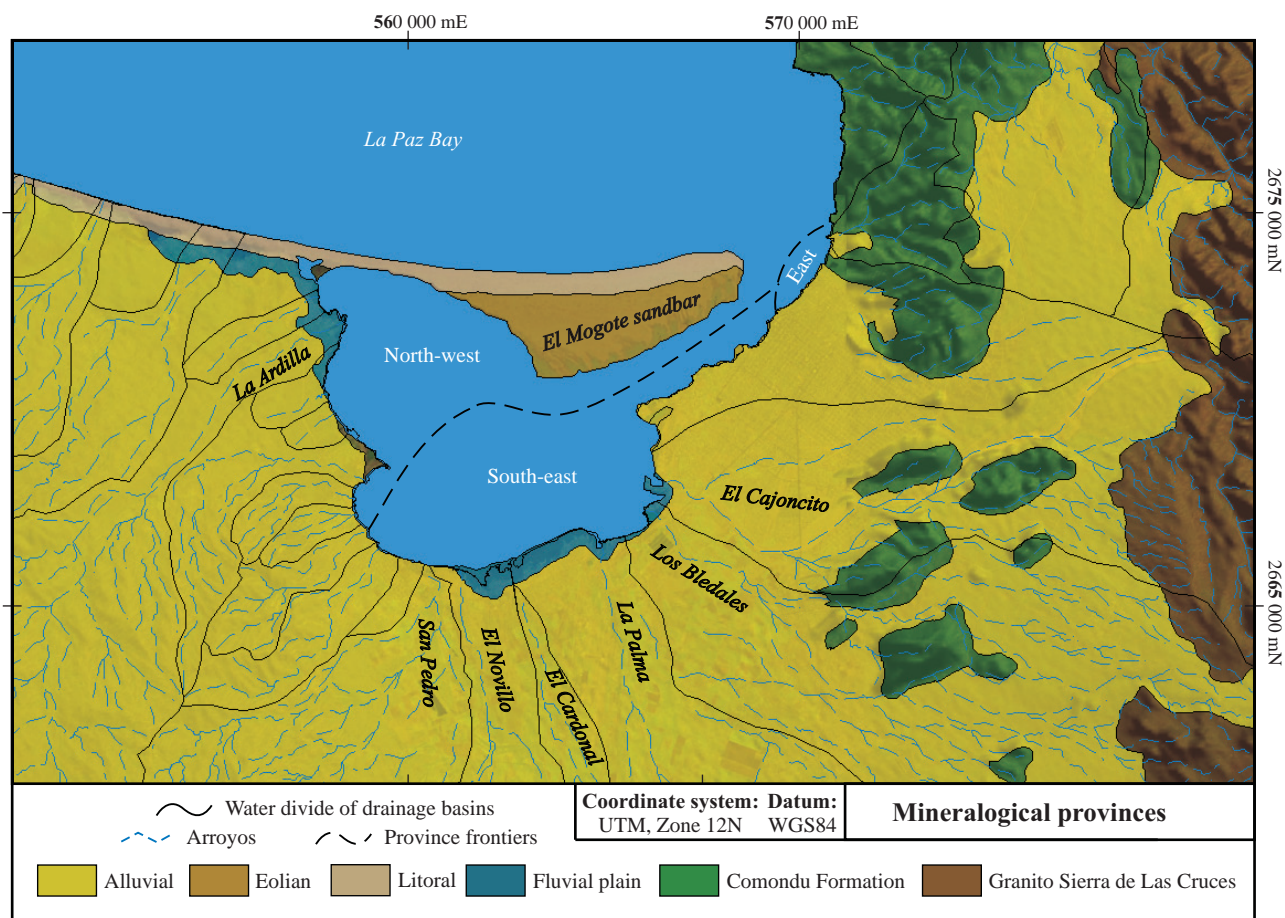 560 000 mE
570 000 mE
La Paz Bay
2675 000 mN
East
El Mogote sandbar
North-west
La Ardilla
South-east
El Cajoncito
Los Bledales
2665 000 mN
La Palma
San Pedro
El Novillo
El Cardonal
Water divide of drainage basins
Arroyos
Province frontiers
Coordinate system: Datum:
UTM, Zone 12N WGS84
Mineralogical provinces
Alluvial
Eolian
Litoral
Fluvial plain
Comondu Formation
Granito Sierra de Las Cruces